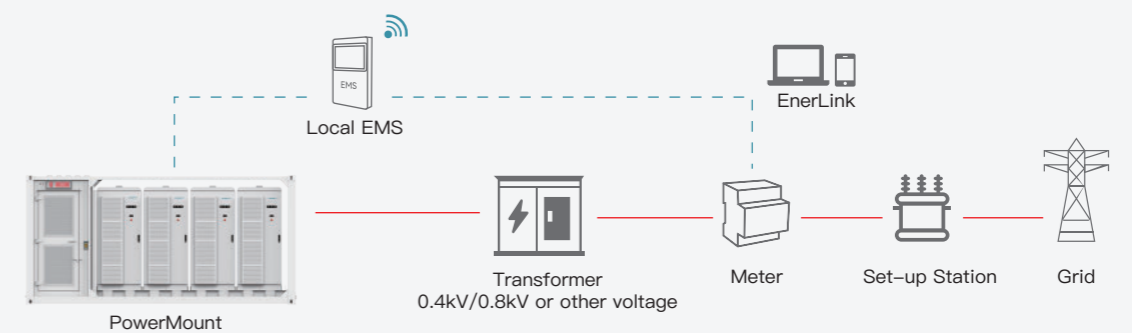 EMS
Local EMS
EnerLink
Transformer
0.4kV/0.8kV or other voltage
Meter
Set-up Station
Grid
PowerMount